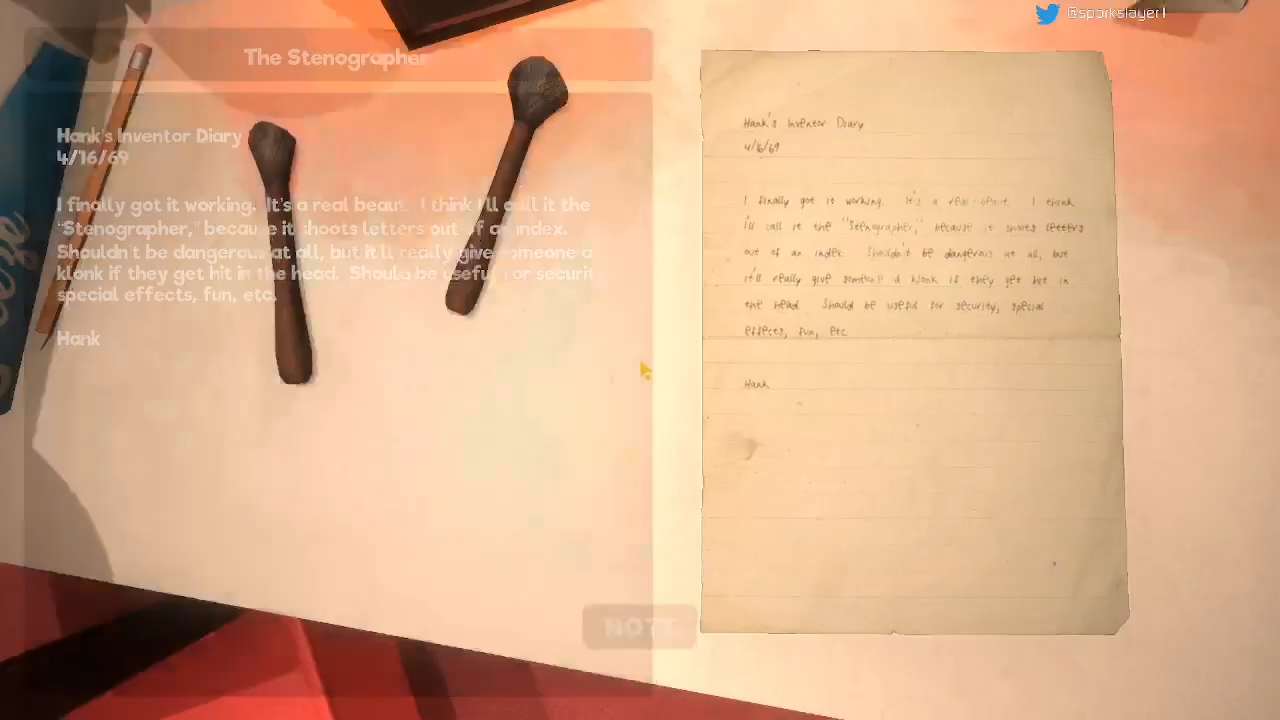 @sparkslayer1
The Stenographer
Hank's Inventor Diary
4/16/69
I finally got it working. It's a real beaut. I think I'll call it the
"Stenographer," because it shoots letters out of an index.
Shouldn't be dangerous at all, but it'll really give someone a
klonk if they get hit in the head. Should be useful for security
special effects, fun, etc.
Hank
Hank's Inventor Diary
4/16/69
I finally got it working. It's a real beaut. I think
I'll call it the "Stenographer," because it shoots letters
out of an index. Shouldn't be dangerous at all, but
it'll really give someone a klonk if they get hit in
the head. Should be useful for security, special
effects, fun, etc.
Hank
NOTE